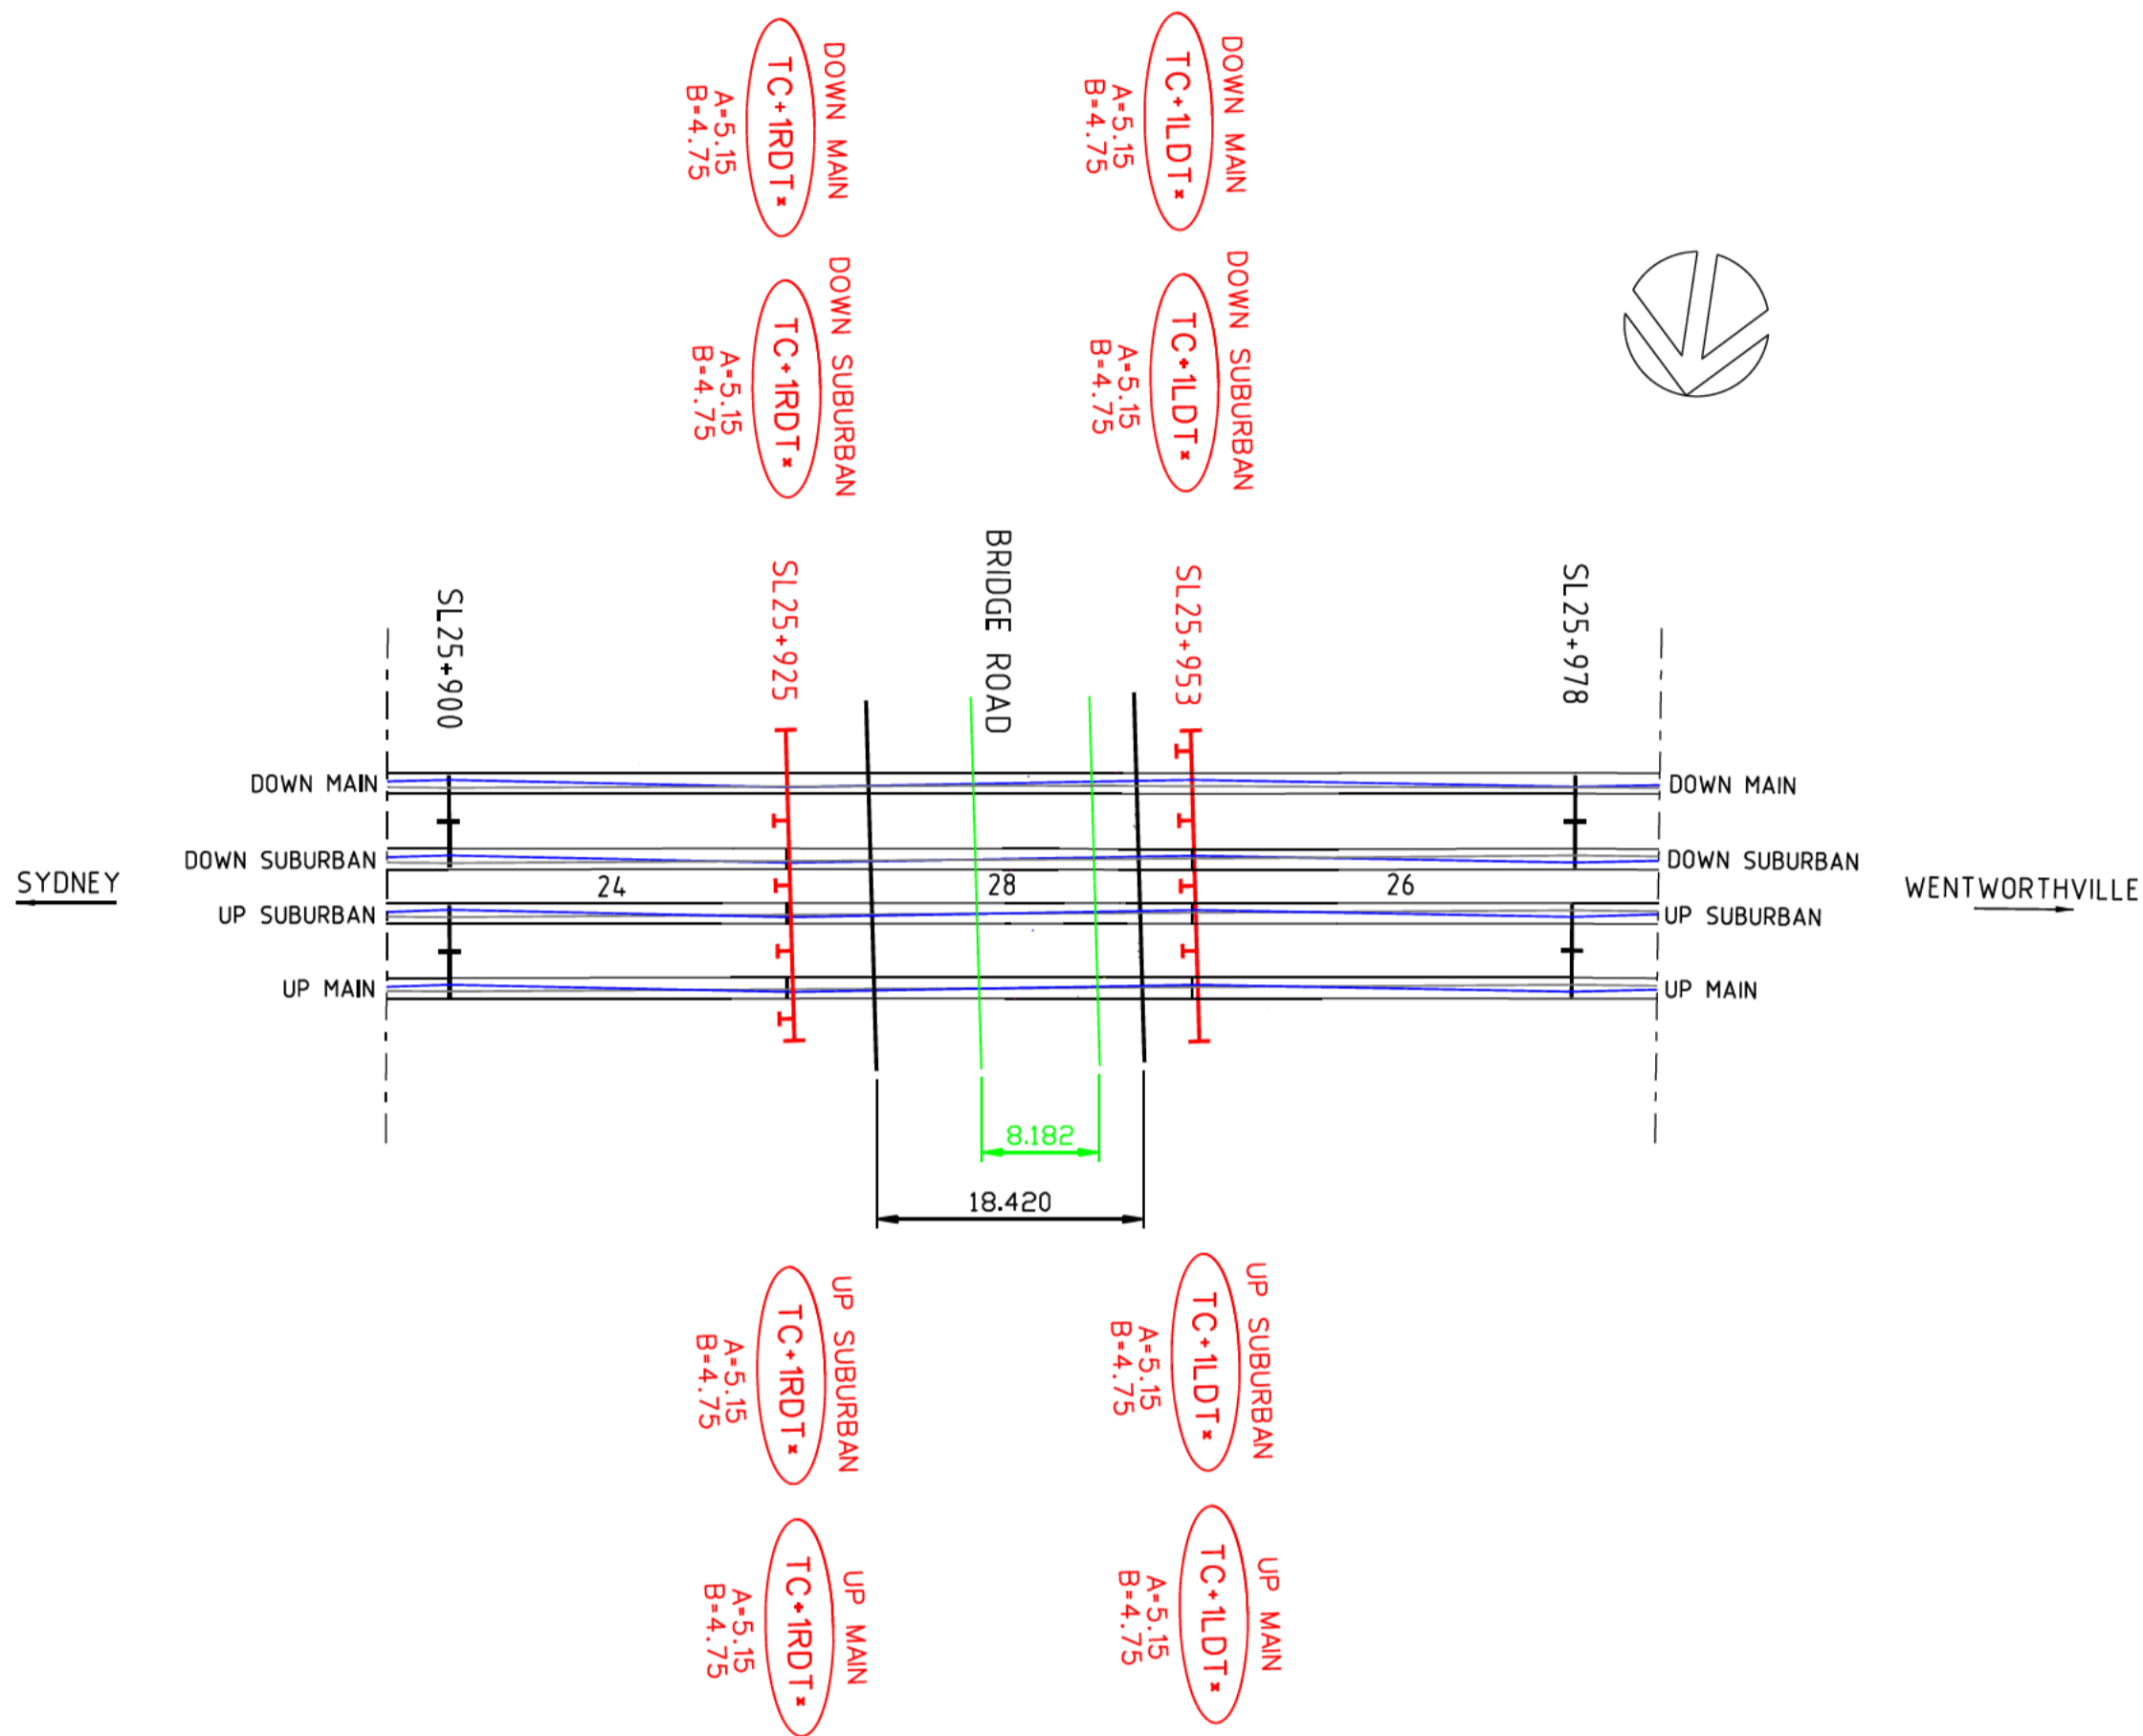 DOWN MAIN
TC+1RDT*
A=5.15
B=4.75
DOWN MAIN
TC+1LDT*
A=5.15
B=4.75
DOWN SUBURBAN
TC+1RDT*
A=5.15
B=4.75
DOWN SUBURBAN
TC+1LDT*
A=5.15
B=4.75
SL25+900
SL25+925
BRIDGE ROAD
SL25+953
SL25+978
DOWN MAIN
DOWN MAIN
DOWN SUBURBAN
DOWN SUBURBAN
SYDNEY
24
28
26
WENTWORTHVILLE
UP SUBURBAN
UP SUBURBAN
UP MAIN
UP MAIN
8.182
18.420
UP SUBURBAN
TC+1RDT*
A=5.15
B=4.75
UP SUBURBAN
TC+1LDT*
A=5.15
B=4.75
UP MAIN
TC+1RDT*
A=5.15
B=4.75
UP MAIN
TC+1LDT*
A=5.15
B=4.75